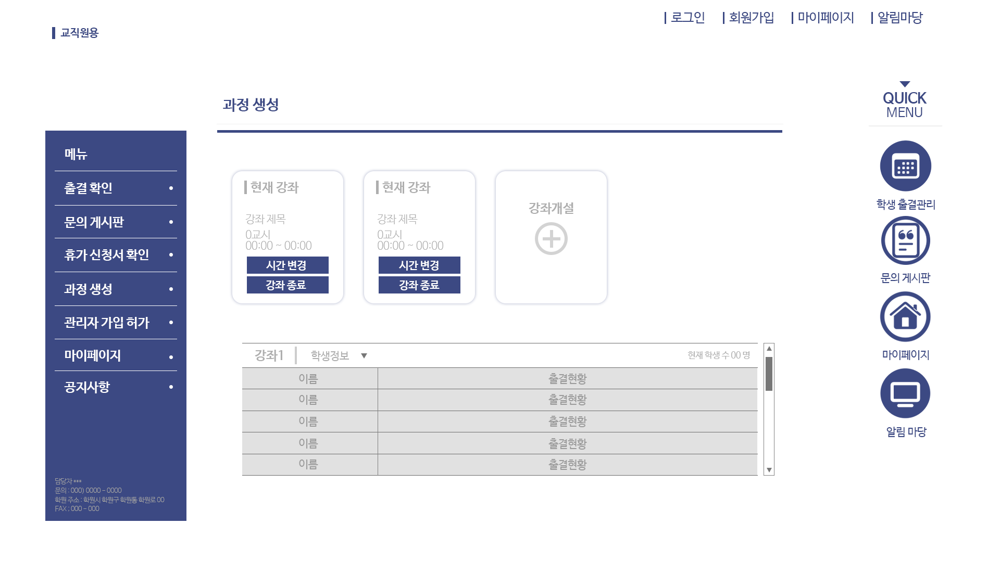 로그인 회원가입 마이페이지 알림마당
교직원용
QUICK
MENU
과정 생성
메뉴
출결 확인
문의 게시판
휴가 신청서 확인
과정 생성
관리자 가입 허가
마이페이지
공지사항
담당자 ***
문의 : 000) 0000 - 0000
학원 주소 : 학원시 학원구 학원동 학원로 00
FAX ; 000 - 000
현재 강좌
강좌 제목
0교시
00:00 ~ 00:00
시간 변경
강좌 종료
현재 강좌
강좌 제목
0교시
00:00 ~ 00:00
시간 변경
강좌 종료
강좌개설
강좌1 학생정보 ▼ 현재 학생 수 00 명
이름 출결현황
이름 출결현황
이름 출결현황
이름 출결현황
이름 출결현황
학생 출결관리
문의 게시판
마이페이지
알림 마당